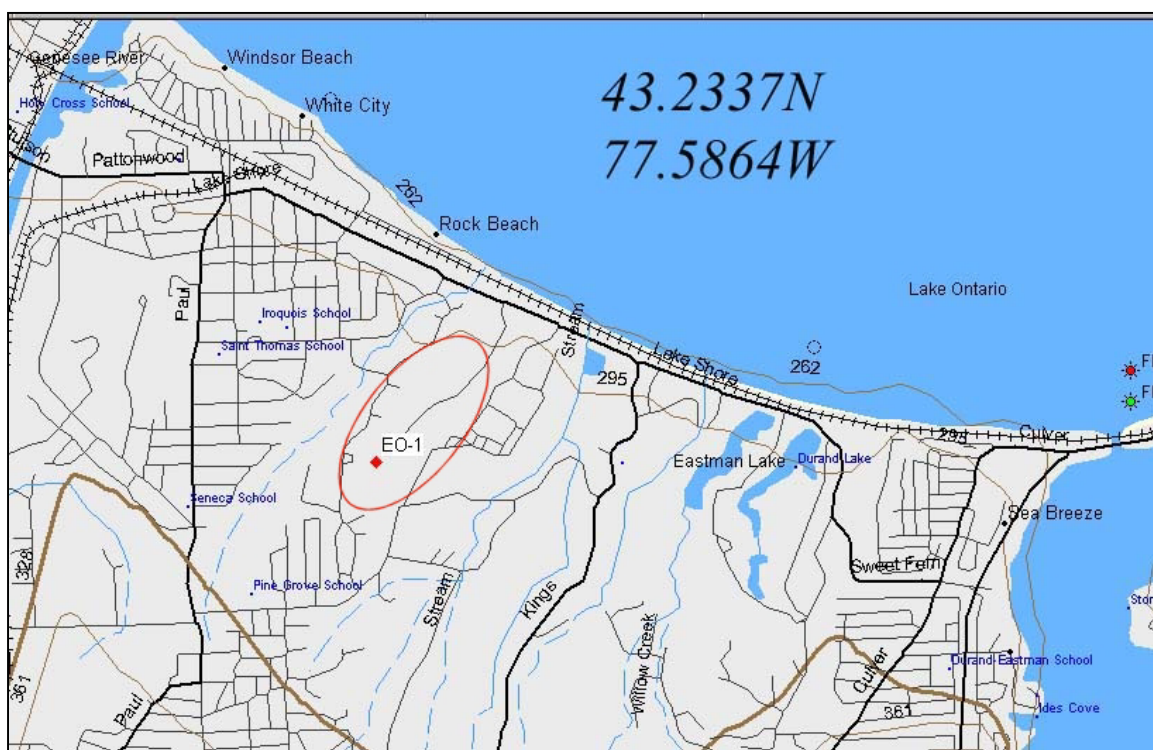 Genesee River
Windsor Beach
43.2337N
77.5864W
Holy Cross School
White City
Pattonwood
Lake Shore
262
Rock Beach
Lake Ontario
Paul
Iroquois School
Saint Thomas School
Stream
Lake Shore
262
295
EO-1
295
Culver
Eastman Lake
Durand Lake
Seneca School
Sea Breeze
328
Pine Grove School
Stream
Kings
Sweet Fern
Willow Creek
Durand-Eastman School
361
Paul
Culver
361
Ides Cove